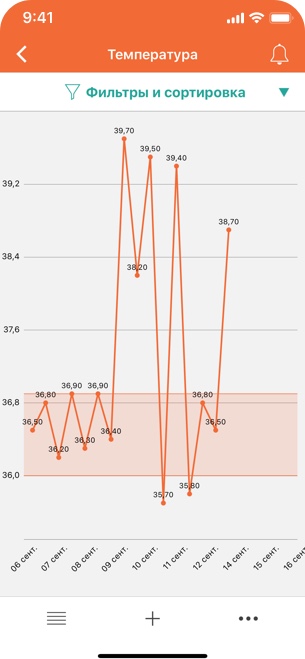 9:41
Температура
Фильтры и сортировка
39,70
39,50
39,40
39,2
38,70
38,4
38,20
37,6
36,90
36,90
36,80
36,8
36,80
36,50
36,50
36,40
36,30
36,20
36,0
35,80
35,70
06 сент.
07 сент.
08 сент.
09 сент.
10 сент.
11 сент.
12 сент.
14 сент.
15 сент.
16 сент